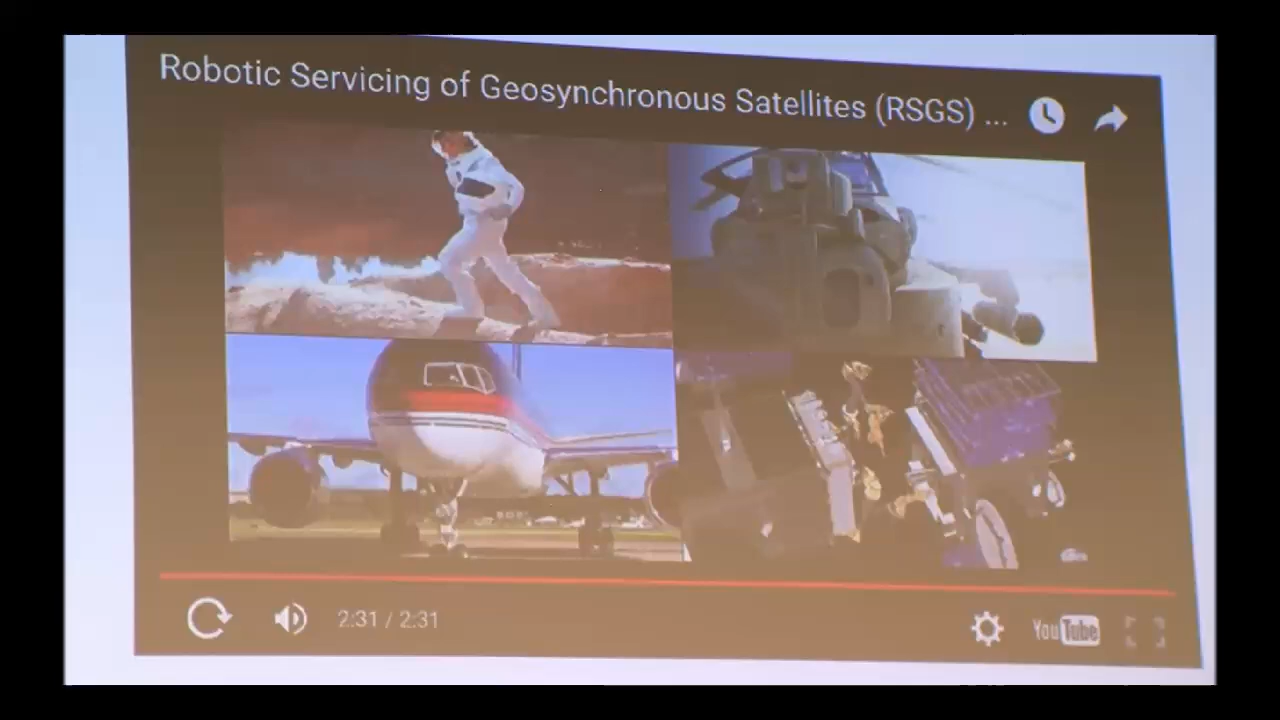 Robotic Servicing of Geosynchronous Satellites (RSGS) ...
2:31 / 2:31
YouTube